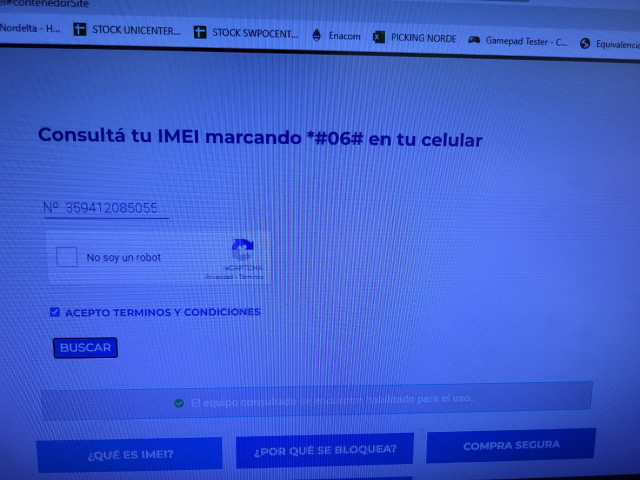 #contenedorSite
Nordelta - H... STOCK UNICENTER... STOCK SWPOCENT... Enacom PICKING NORDE Gamepad Tester - C... Equivalencia
Consultá tu IMEI marcando *#06# en tu celular
Nº 359412085055
No soy un robot
reCAPTCHA
Privacidad - Términos
ACEPTO TERMINOS Y CONDICIONES
BUSCAR
El equipo consultado se encuentra habilitado para el uso.
¿QUÉ ES IMEI? ¿POR QUÉ SE BLOQUEA? COMPRA SEGURA